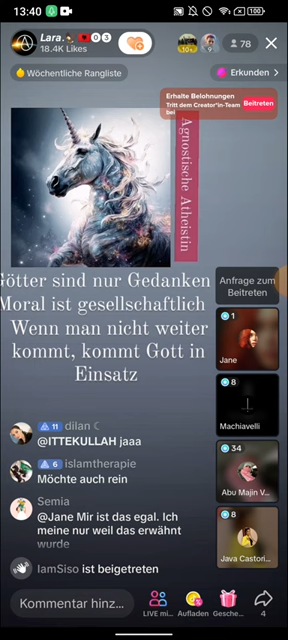 13:40
100
Lara.
0 3
18.4K Likes
10
78
Wöchentliche Rangliste
Erkunden >
Erhalte Belohnungen
Tritt dem Creator*in-Team
bei
Beitreten
Agnostische Atheistin
Götter sind nur Gedanken
Moral ist gesellschaftlich
Wenn man nicht weiter
kommt, kommt Gott in
Einsatz
Anfrage zum
Beitreten
1
Jane
8
Machiavelli
34
Abu Majin V...
8
Java Castori...
11 dilan
@ITTEKULLAH jaaa
6 islamtherapie
Möchte auch rein
Semia
@Jane Mir ist das egal. Ich
meine nur weil das erwähnt
wurde
IamSiso ist beigetreten
Kommentar hinz...
LIVE mi...
Aufladen
Gesche...
4